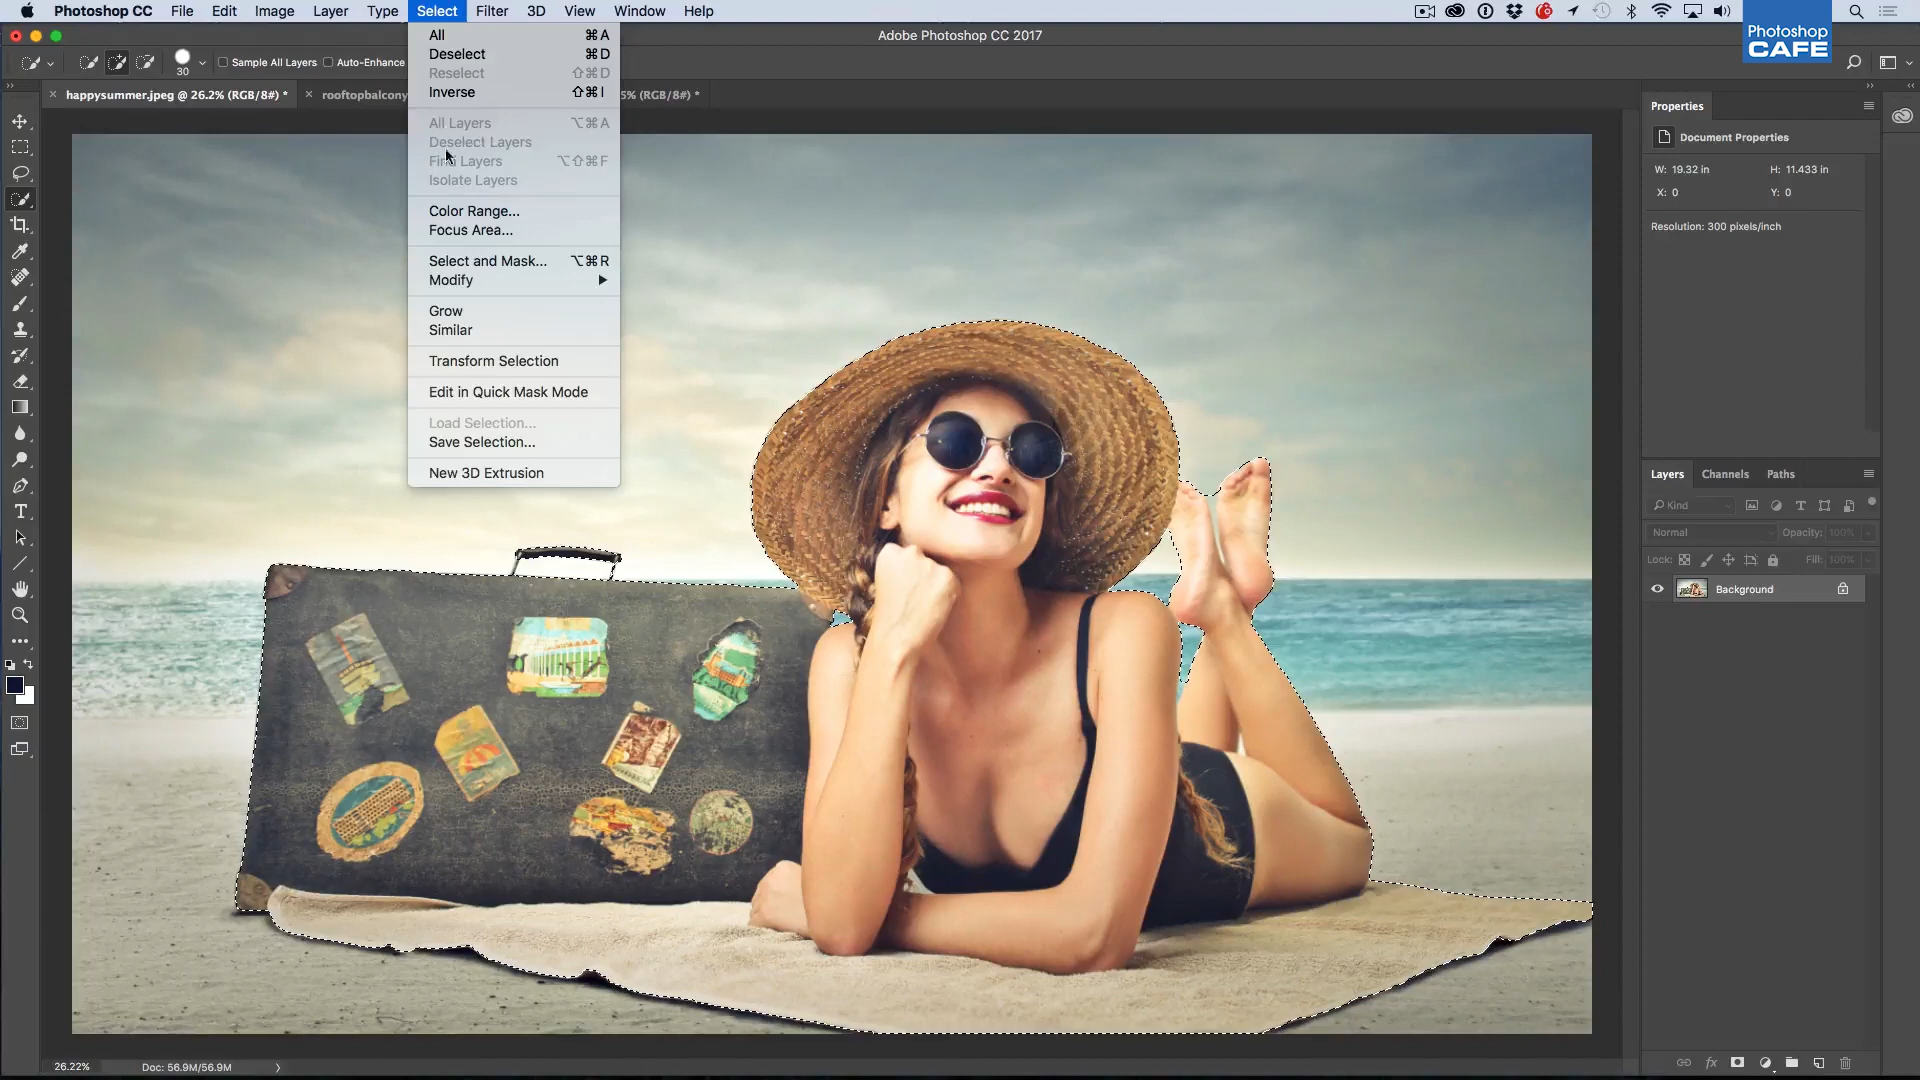 Photoshop CC File Edit Image Layer Type Select Filter 3D View Window Help
Photoshop
CAFE
Adobe Photoshop CC 2017
30 Sample All Layers Auto-Enhance
happysummer.jpeg @ 26.2% (RGB/8#) * rooftopbalcony 5% (RGB/8#) *
All ⌘A
Deselect ⌘D
Reselect ⇧⌘D
Inverse ⇧⌘I
All Layers ⌥⌘A
Deselect Layers
Find Layers ⌥⇧⌘F
Isolate Layers
Color Range...
Focus Area...
Select and Mask... ⌥⌘R
Modify
Grow
Similar
Transform Selection
Edit in Quick Mask Mode
Load Selection...
Save Selection...
New 3D Extrusion
Properties
Document Properties
W: 19.32 in H: 11.433 in
X: 0 Y: 0
Resolution: 300 pixels/inch
Layers Channels Paths
Kind
Normal Opacity: 100%
Lock: Fill: 100%
Background
fx
26.22% Doc: 56.9M/56.9M